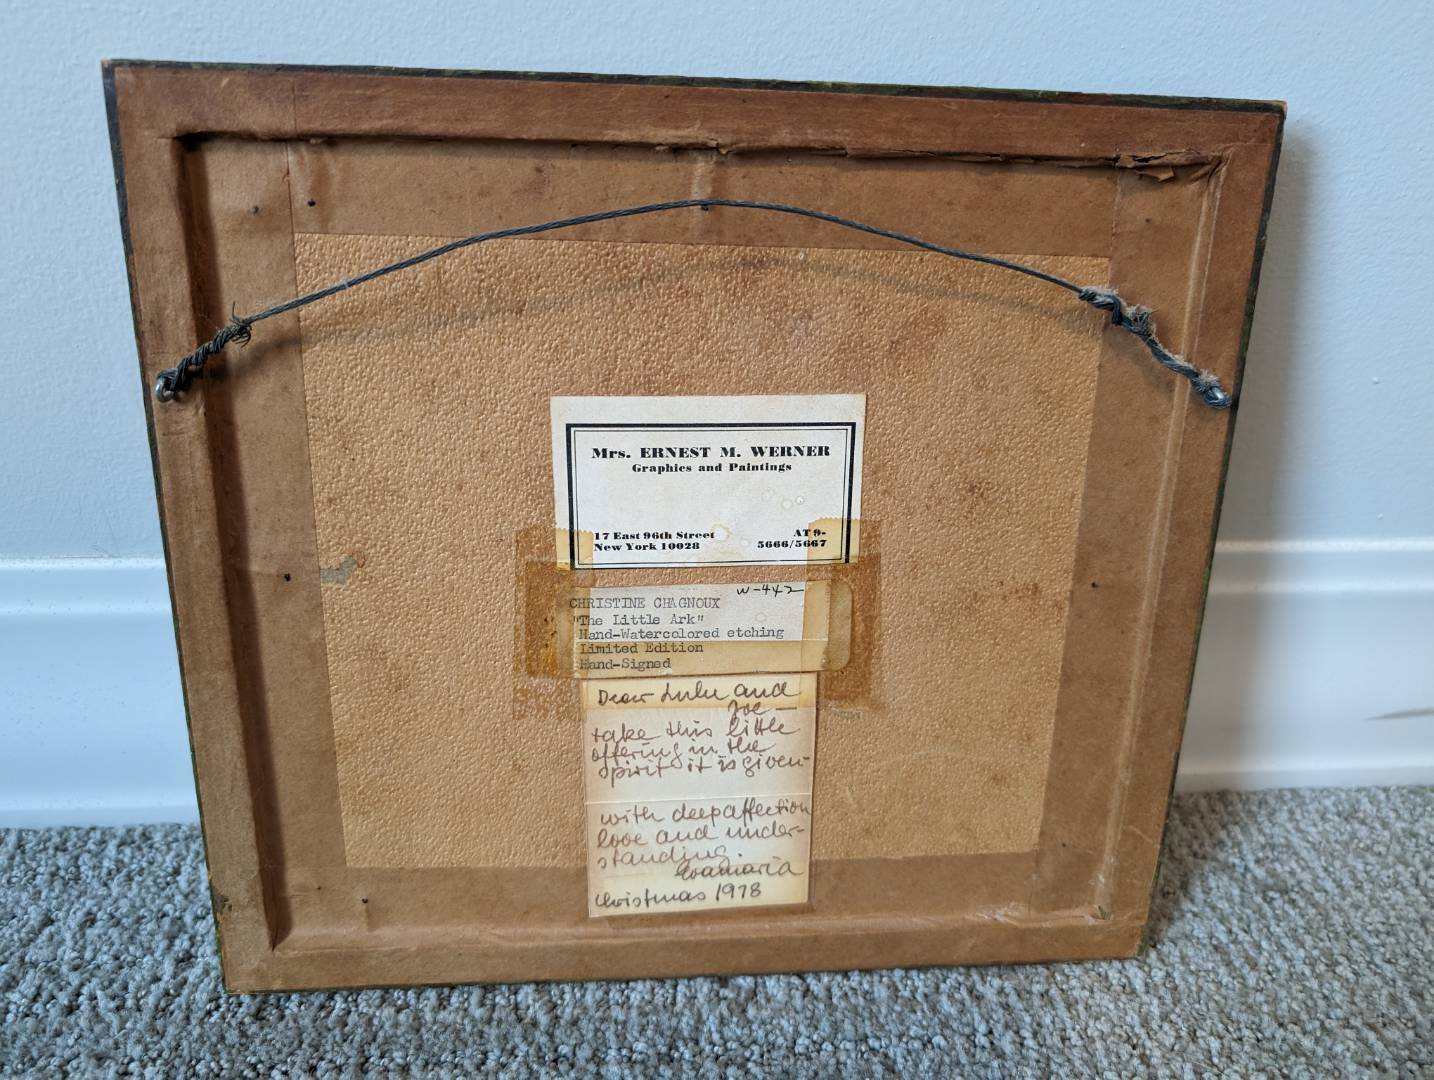 Mrs. ERNEST M. WERNER
Graphics and Paintings
17 East 96th Street
New York 10028
AT 9-
5666/5667
W-442
CHRISTINE CHAGNOUX
"The Little Ark"
Hand-Watercolored etching
Limited Edition
Hand-Signed
Dear Lulu and
Joe —
take this little
offering in the
spirit it is given-
with deep affection
love and under-
standing
Evamaria
Christmas 1978